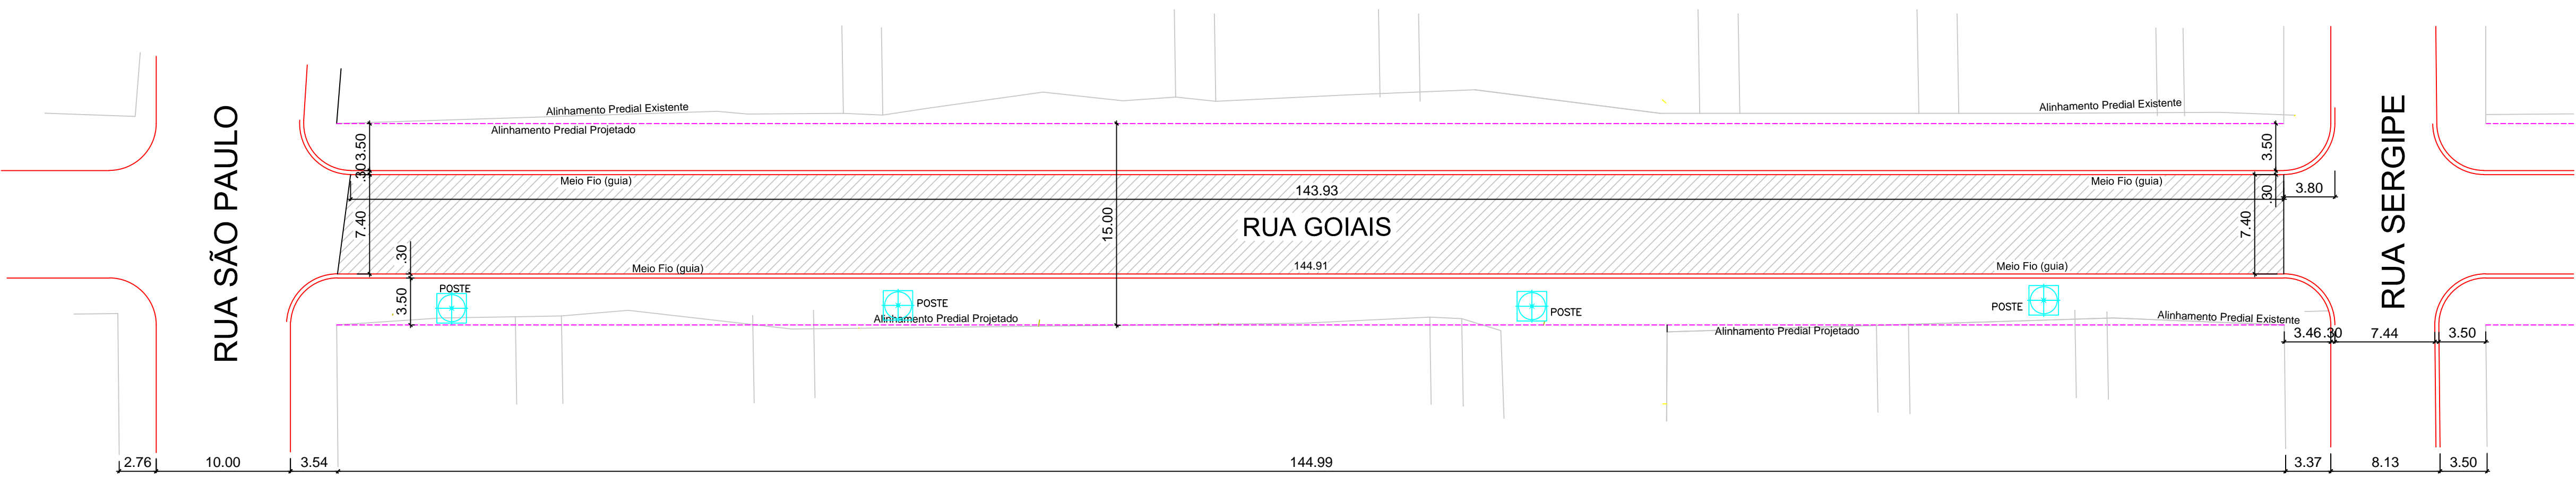 RUA SÃO PAULO
Alinhamento Predial Existente
Alinhamento Predial Existente
Alinhamento Predial Projetado
3.50
3.50
.30
.30
Meio Fio (guia)
Meio Fio (guia)
143.93
3.80
7.40
15.00
RUA GOIAIS
7.40
RUA SERGIPE
.30
Meio Fio (guia)
144.91
Meio Fio (guia)
POSTE
3.50
POSTE
POSTE
POSTE
Alinhamento Predial Projetado
Alinhamento Predial Existente
Alinhamento Predial Projetado
3.46
.30
7.44
3.50
2.76
10.00
3.54
144.99
3.37
8.13
3.50